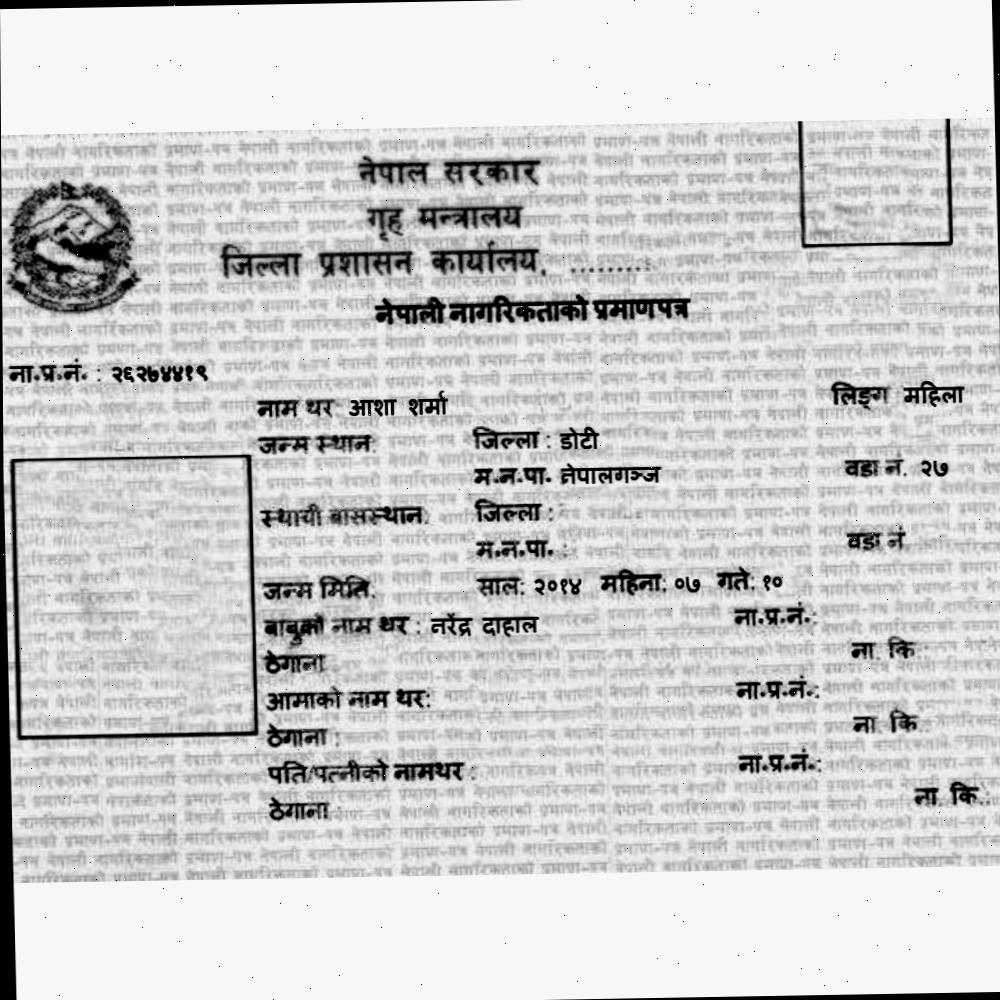 नेपाल सरकार
गृह मन्त्रालय
जिल्ला प्रशासन कार्यालय, .........
नेपाली नागरिकताको प्रमाणपत्र
ना.प्र.नं. : २६२७४४१९
नाम थर: आशा शर्मा लिङ्ग महिला
जन्म स्थान: जिल्ला : डोटी
म.न.पा. नेपालगञ्ज वडा नं. २७
स्थायी बासस्थान: जिल्ला :
म.न.पा. : वडा नं
जन्म मिति: साल: २०१४ महिना: ०७ गते: १०
बाबुको नाम थर : नरेंद्र दाहाल ना.प्र.नं.:
ठेगाना ना. कि.:
आमाको नाम थर: ना.प्र.नं.:
ठेगाना : ना. कि
पति/पत्नीको नामथर : ना.प्र.नं.:
ठेगाना : ना. कि.: